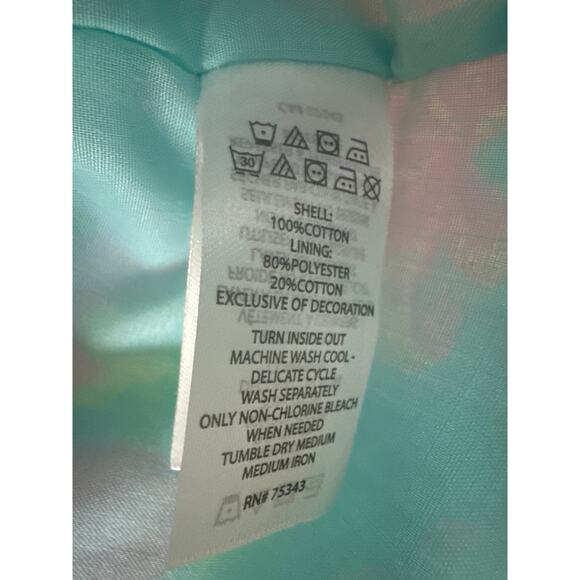 30
SHELL:
100%COTTON
LINING:
80%POLYESTER
20%COTTON
EXCLUSIVE OF DECORATION
TURN INSIDE OUT
MACHINE WASH COOL -
DELICATE CYCLE
WASH SEPARATELY
ONLY NON-CHLORINE BLEACH
WHEN NEEDED
TUMBLE DRY MEDIUM
MEDIUM IRON
RN# 75343